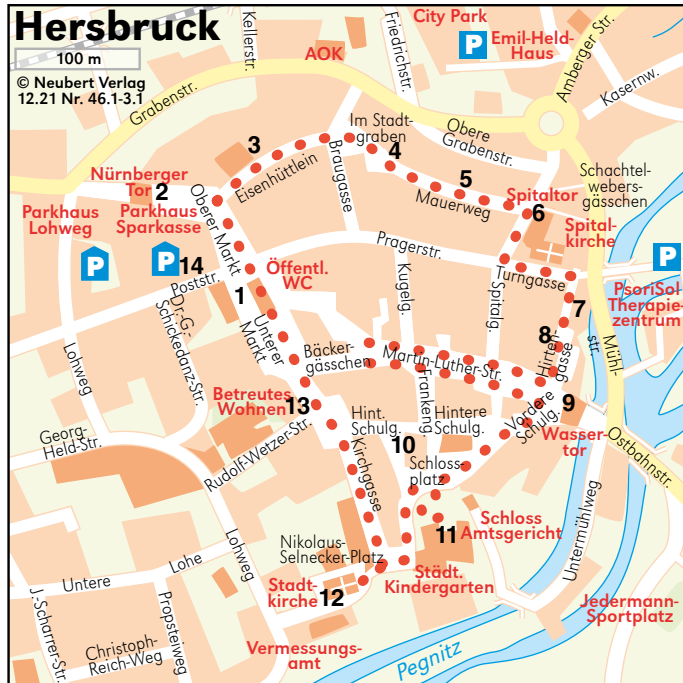 Hersbruck
100 m
© Neubert Verlag
12.21 Nr. 46.1-3.1
Kellerstr.
AOK
Friedrichstr.
City Park
P
Emil-Held-
Haus
Amberger Str.
Kasernw.
Grabenstr.
3
Eisenhüttlein
Im Stadt-
graben
4
Braugasse
Obere
Grabenstr.
5
Mauerweg
Schachtel-
webers-
gässchen
Spitaltor
6
Spital-
kirche
Nürnberger
Tor
2
Parkhaus
Lohweg
P
Parkhaus
Sparkasse
P
14
Oberer Markt
Poststr.
Öffentl.
WC
1
Pragerstr.
Kugelg.
Spitalg.
Turngasse
7
P
PsoriSol-
Therapie-
zentrum
8
Hirten-
gasse
Mühl-
str.
Dr.-G.-
Schickedanz-Str.
Unterer
Markt
Bäcker-
gässchen
Martin-Luther-Str.
Frankeng.
Lohweg
Betreutes
Wohnen
13
Hint.
Schulg.
10
Hintere
Schulg.
Vordere
Schulg.
9
Wasser-
tor
Ostbahnstr.
Georg-
Held-Str.
Rudolf-Wetzer-Str.
Kirchgasse
Schloss-
platz
11
Schloss
Amtsgericht
Untermühlweg
Nikolaus-
Selnecker-Platz
Städt.
Kindergarten
Stadt-
kirche
12
Lohweg
Untere
Lohe
Propsteiweg
J.-Scharrer-Str.
Christoph-
Reich-Weg
Vermessungs-
amt
Pegnitz
Jedermann-
Sportplatz